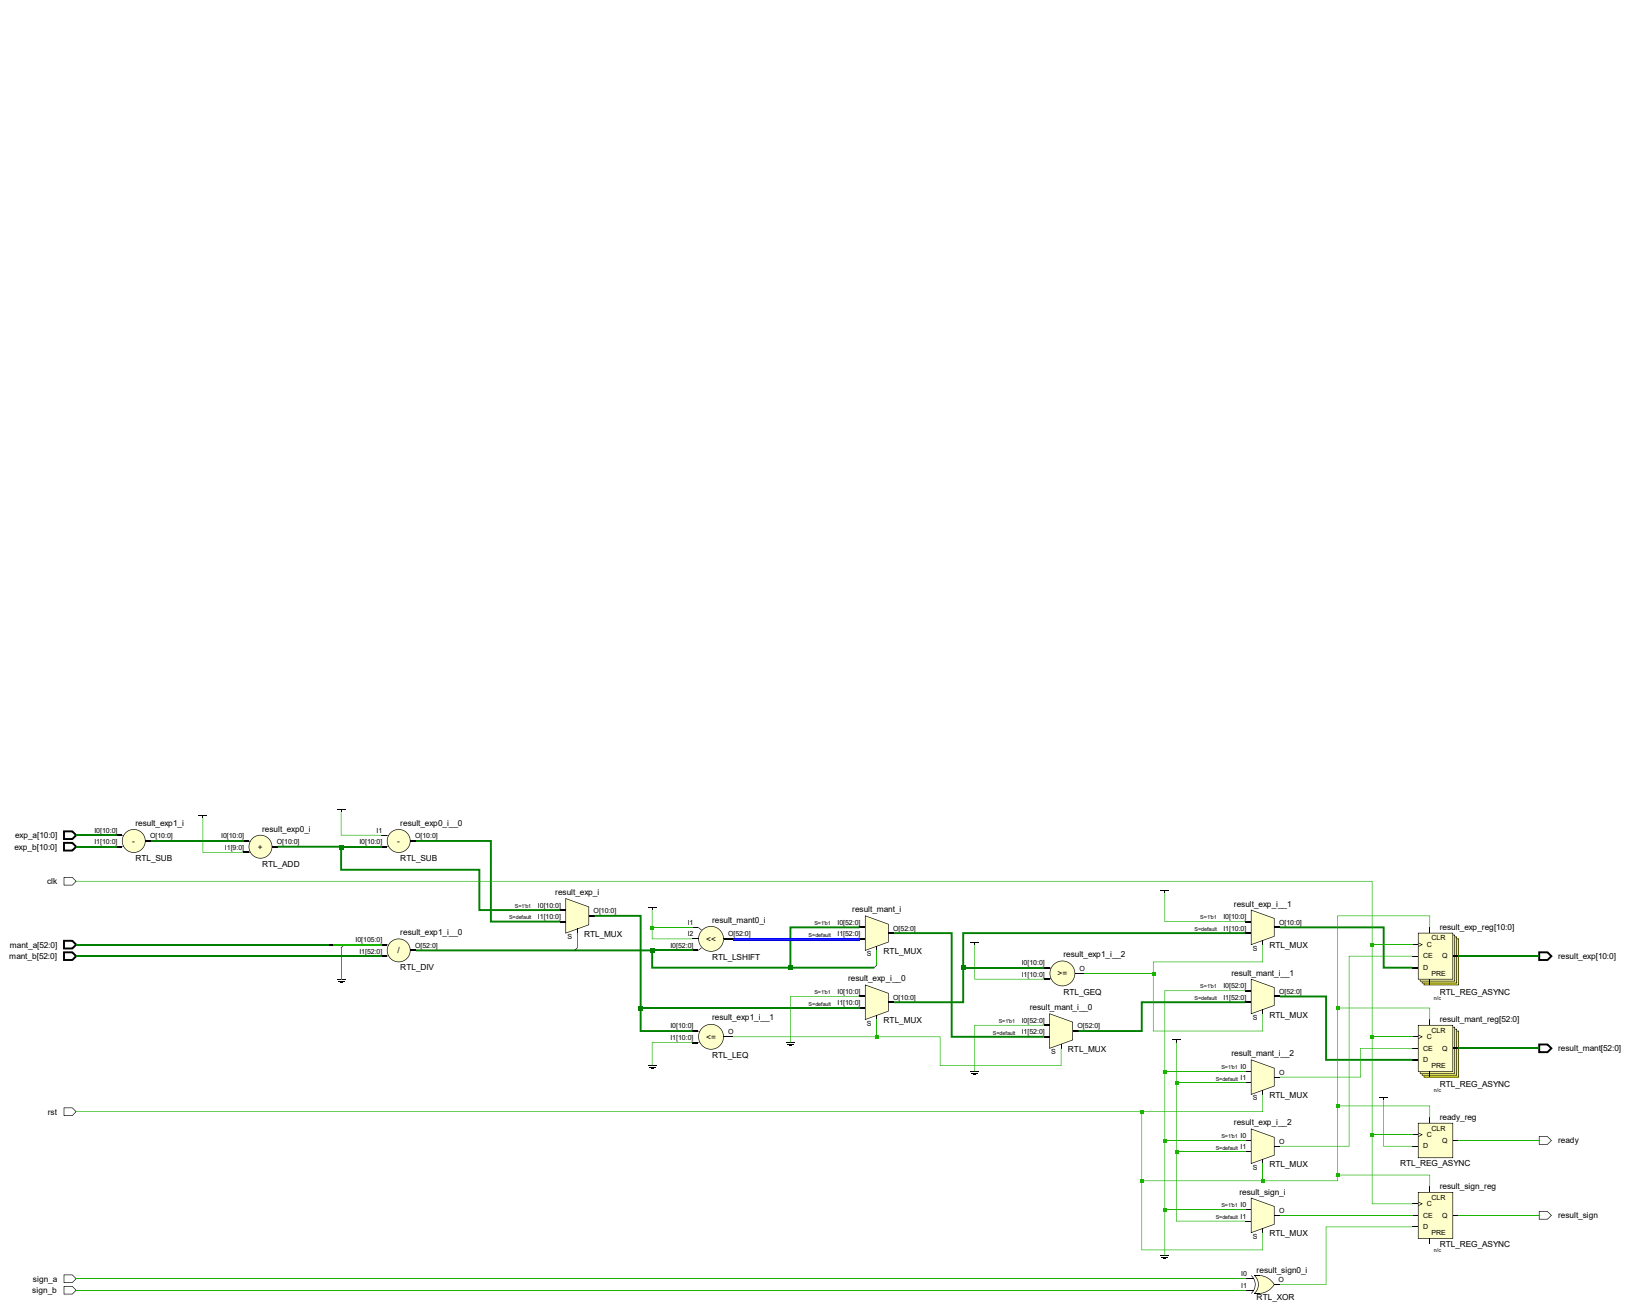 result_exp1_i
exp_a[10:0]
exp_b[10:0]
I0[10:0]
I1[10:0]
-
O[10:0]
RTL_SUB
result_exp0_i
I0[10:0]
I1[9:0]
+
O[10:0]
RTL_ADD
result_exp0_i__0
I1
I0[10:0]
-
O[10:0]
RTL_SUB
clk
result_exp_i
S=1'b1 I0[10:0]
S=default I1[10:0]
S
O[10:0]
RTL_MUX
mant_a[52:0]
mant_b[52:0]
result_exp1_i__0
I0[105:0]
I1[52:0]
/
O[52:0]
RTL_DIV
result_mant0_i
I1
I2
I0[52:0]
<<
O[52:0]
RTL_LSHIFT
result_mant_i
S=1'b1 I0[52:0]
S=default I1[52:0]
S
O[52:0]
RTL_MUX
result_exp_i__0
S=1'b1 I0[10:0]
S=default I1[10:0]
S
O[10:0]
RTL_MUX
result_exp1_i__1
I0[10:0]
I1[10:0]
<=
O
RTL_LEQ
result_exp1_i__2
I0[10:0]
I1[10:0]
>=
O
RTL_GEQ
result_mant_i__0
S=1'b1 I0[52:0]
S=default I1[52:0]
S
O[52:0]
RTL_MUX
result_exp_i__1
S=1'b1 I0[10:0]
S=default I1[10:0]
S
O[10:0]
RTL_MUX
result_mant_i__1
S=1'b1 I0[52:0]
S=default I1[52:0]
S
O[52:0]
RTL_MUX
result_mant_i__2
S=1'b1 I0
S=default I1
S
O
RTL_MUX
rst
result_exp_i__2
S=1'b1 I0
S=default I1
S
O
RTL_MUX
result_sign_i
S=1'b1 I0
S=default I1
S
O
RTL_MUX
sign_a
sign_b
result_sign0_i
I0
I1
O
RTL_XOR
result_exp_reg[10:0]
CLR
C
CE Q
D
PRE
RTL_REG_ASYNC
n/c
result_exp[10:0]
result_mant_reg[52:0]
CLR
C
CE Q
D
PRE
RTL_REG_ASYNC
n/c
result_mant[52:0]
ready_reg
CLR
C
Q
D
RTL_REG_ASYNC
ready
result_sign_reg
CLR
C
CE Q
D
PRE
RTL_REG_ASYNC
n/c
result_sign